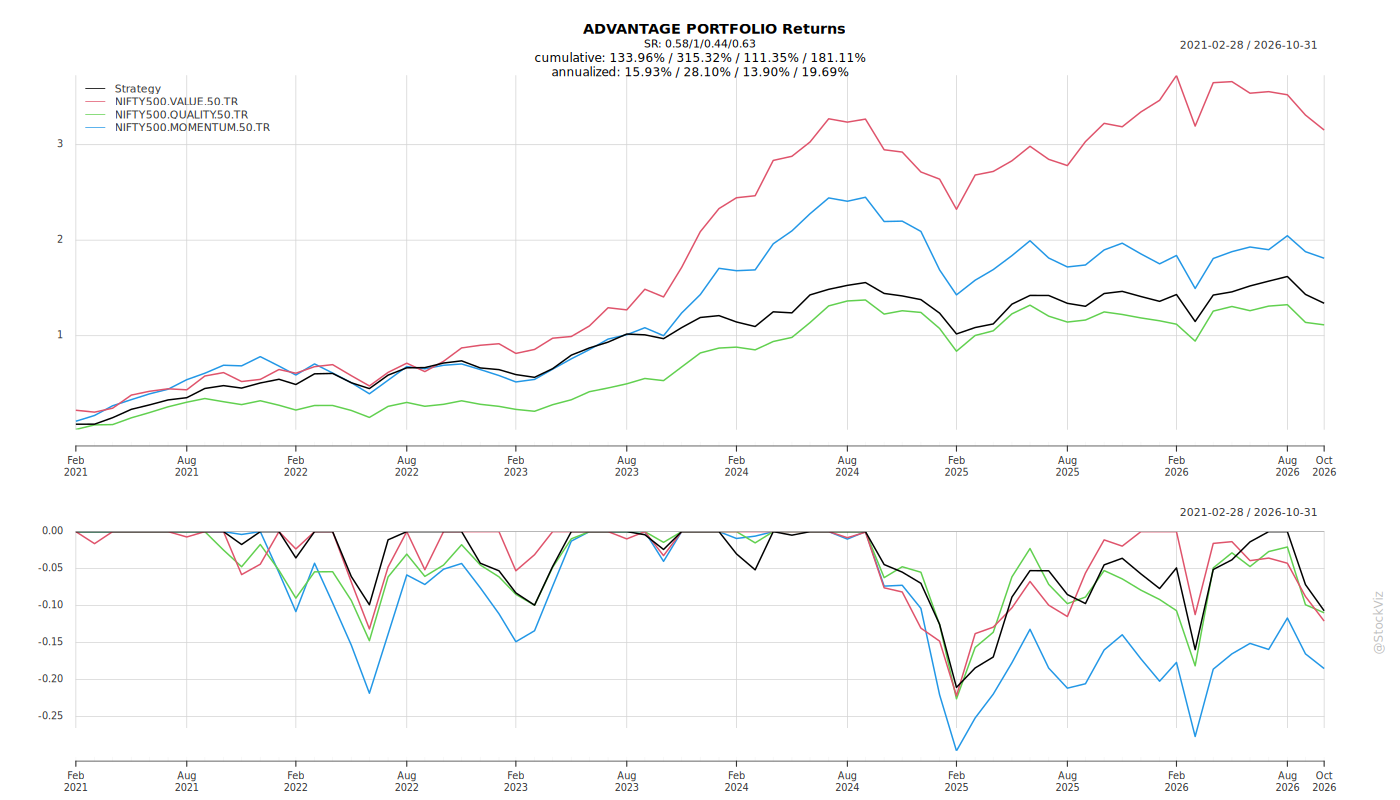 ADVANTAGE PORTFOLIO Returns
SR: 0.58/1/0.44/0.63
2021-02-28 / 2026-10-31
cumulative: 133.96% / 315.32% / 111.35% / 181.11%
annualized: 15.93% / 28.10% / 13.90% / 19.69%
Strategy
NIFTY500.VALUE.50.TR
NIFTY500.QUALITY.50.TR
NIFTY500.MOMENTUM.50.TR
3
2
1
Feb Aug Feb Aug Feb Aug Feb Aug Feb Aug Feb Aug Oct
2021 2021 2022 2022 2023 2023 2024 2024 2025 2025 2026 2026 2026
2021-02-28 / 2026-10-31
0.00
-0.05
-0.10
-0.15
-0.20
-0.25
Feb Aug Feb Aug Feb Aug Feb Aug Feb Aug Feb Aug Oct
2021 2021 2022 2022 2023 2023 2024 2024 2025 2025 2026 2026 2026
@StockViz